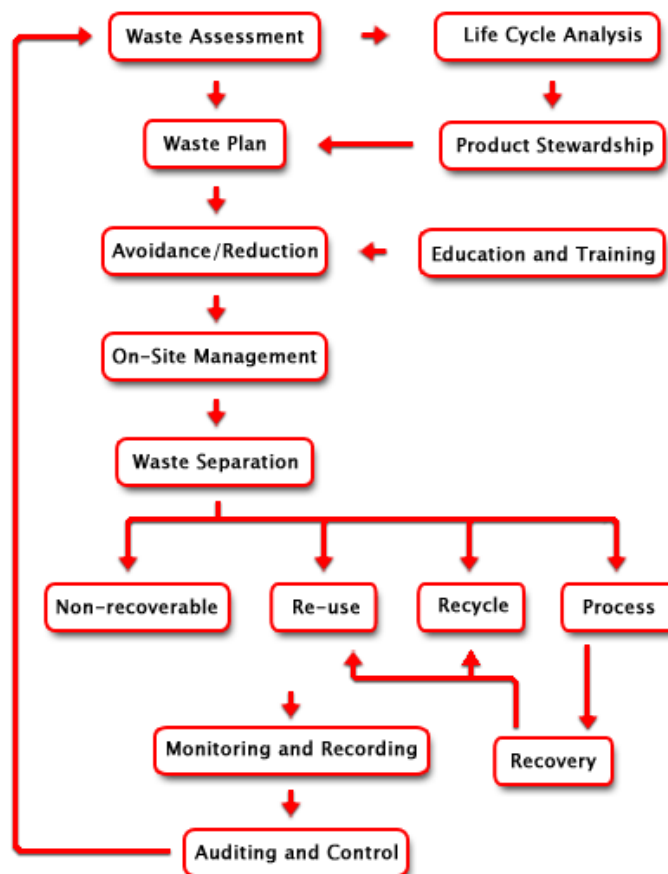 Waste Assessment
Life Cycle Analysis
Waste Plan
Product Stewardship
Avoidance/Reduction
Education and Training
On-Site Management
Waste Separation
Non-recoverable
Re-use
Recycle
Process
Monitoring and Recording
Recovery
Auditing and Control